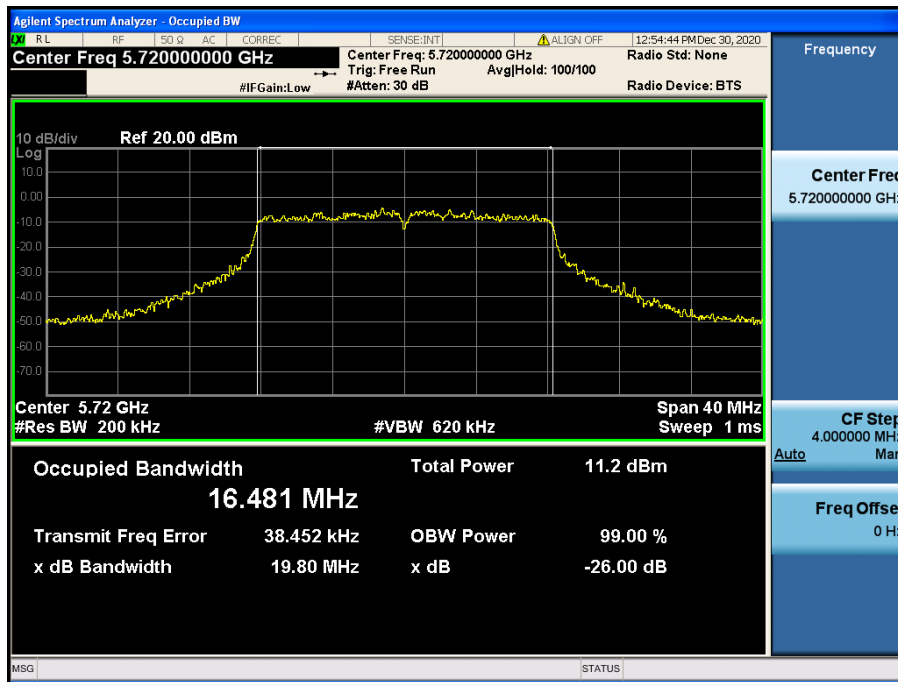 Agilent Spectrum Analyzer - Occupied BW
LXI RL RF 50 Ω AC CORREC SENSE:INT ALIGN OFF 12:54:44 PM Dec 30, 2020
Center Freq 5.720000000 GHz
Center Freq: 5.720000000 GHz
Radio Std: None
Trig: Free Run Avg|Hold: 100/100
#IFGain:Low
#Atten: 30 dB
Radio Device: BTS
10 dB/div Ref 20.00 dBm
Log
10.0
0.00
-10.0
-20.0
-30.0
-40.0
-50.0
-60.0
-70.0
Center 5.72 GHz Span 40 MHz
#Res BW 200 kHz #VBW 620 kHz Sweep 1 ms
Occupied Bandwidth Total Power 11.2 dBm
16.481 MHz
Transmit Freq Error 38.452 kHz OBW Power 99.00 %
x dB Bandwidth 19.80 MHz x dB -26.00 dB
MSG STATUS
Frequency
Center Freq
5.720000000 GH
CF Step
4.000000 MH
Auto Man
Freq Offse
0 H